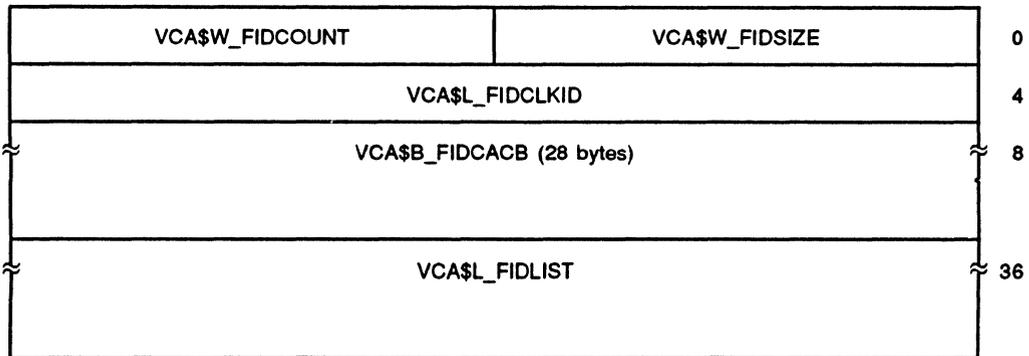 VCA$W_FIDCOUNT VCA$W_FIDSIZE 0
VCA$L_FIDCLKID 4
VCA$B_FIDCACB (28 bytes) 8
VCA$L_FIDLIST 36